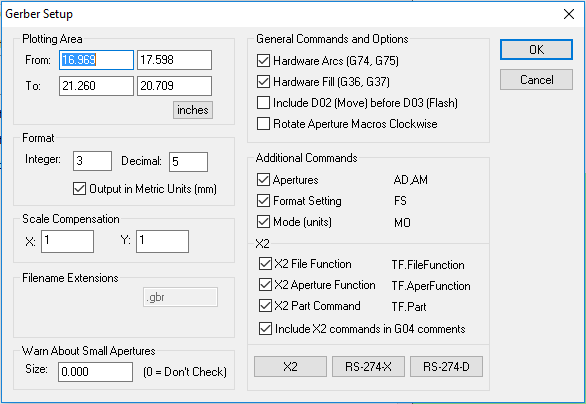 Gerber Setup
Plotting Area
From: 16.969 17.598
To: 21.260 20.709
inches
Format
Integer: 3 Decimal: 5
Output in Metric Units (mm)
Scale Compensation
X: 1 Y: 1
Filename Extensions
.gbr
Warn About Small Apertures
Size: 0.000 (0 = Don't Check)
General Commands and Options
Hardware Arcs (G74, G75)
Hardware Fill (G36, G37)
Include D02 (Move) before D03 (Flash)
Rotate Aperture Macros Clockwise
Additional Commands
Apertures AD,AM
Format Setting FS
Mode (units) MO
X2
X2 File Function TF.FileFunction
X2 Aperture Function TF.AperFunction
X2 Part Command TF.Part
Include X2 commands in G04 comments
X2 RS-274-X RS-274-D
OK
Cancel